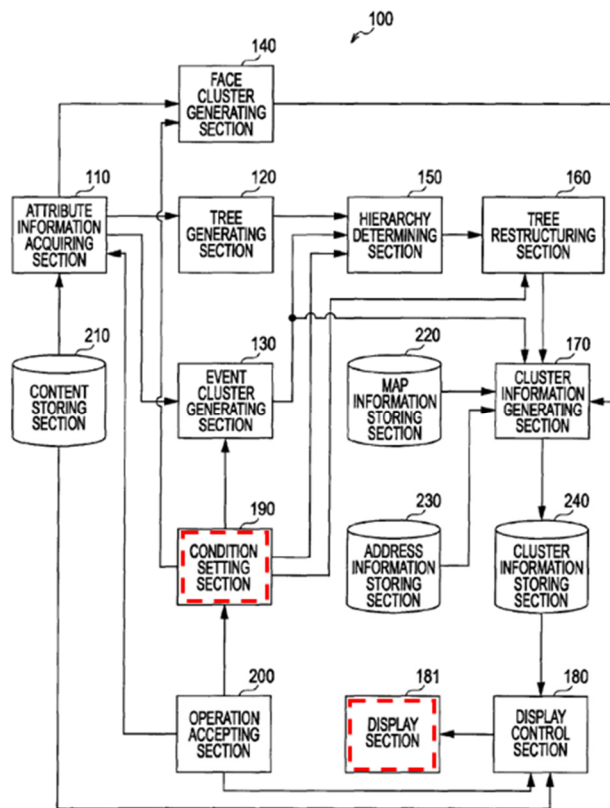 100
140
FACE
CLUSTER
GENERATING
SECTION
110
ATTRIBUTE
INFORMATION
ACQUIRING
SECTION
120
TREE
GENERATING
SECTION
150
HIERARCHY
DETERMINING
SECTION
160
TREE
RESTRUCTURING
SECTION
210
CONTENT
STORING
SECTION
130
EVENT
CLUSTER
GENERATING
SECTION
220
MAP
INFORMATION
STORING
SECTION
170
CLUSTER
INFORMATION
GENERATING
SECTION
190
CONDITION
SETTING
SECTION
230
ADDRESS
INFORMATION
STORING
SECTION
240
CLUSTER
INFORMATION
STORING
SECTION
200
OPERATION
ACCEPTING
SECTION
181
DISPLAY
SECTION
180
DISPLAY
CONTROL
SECTION